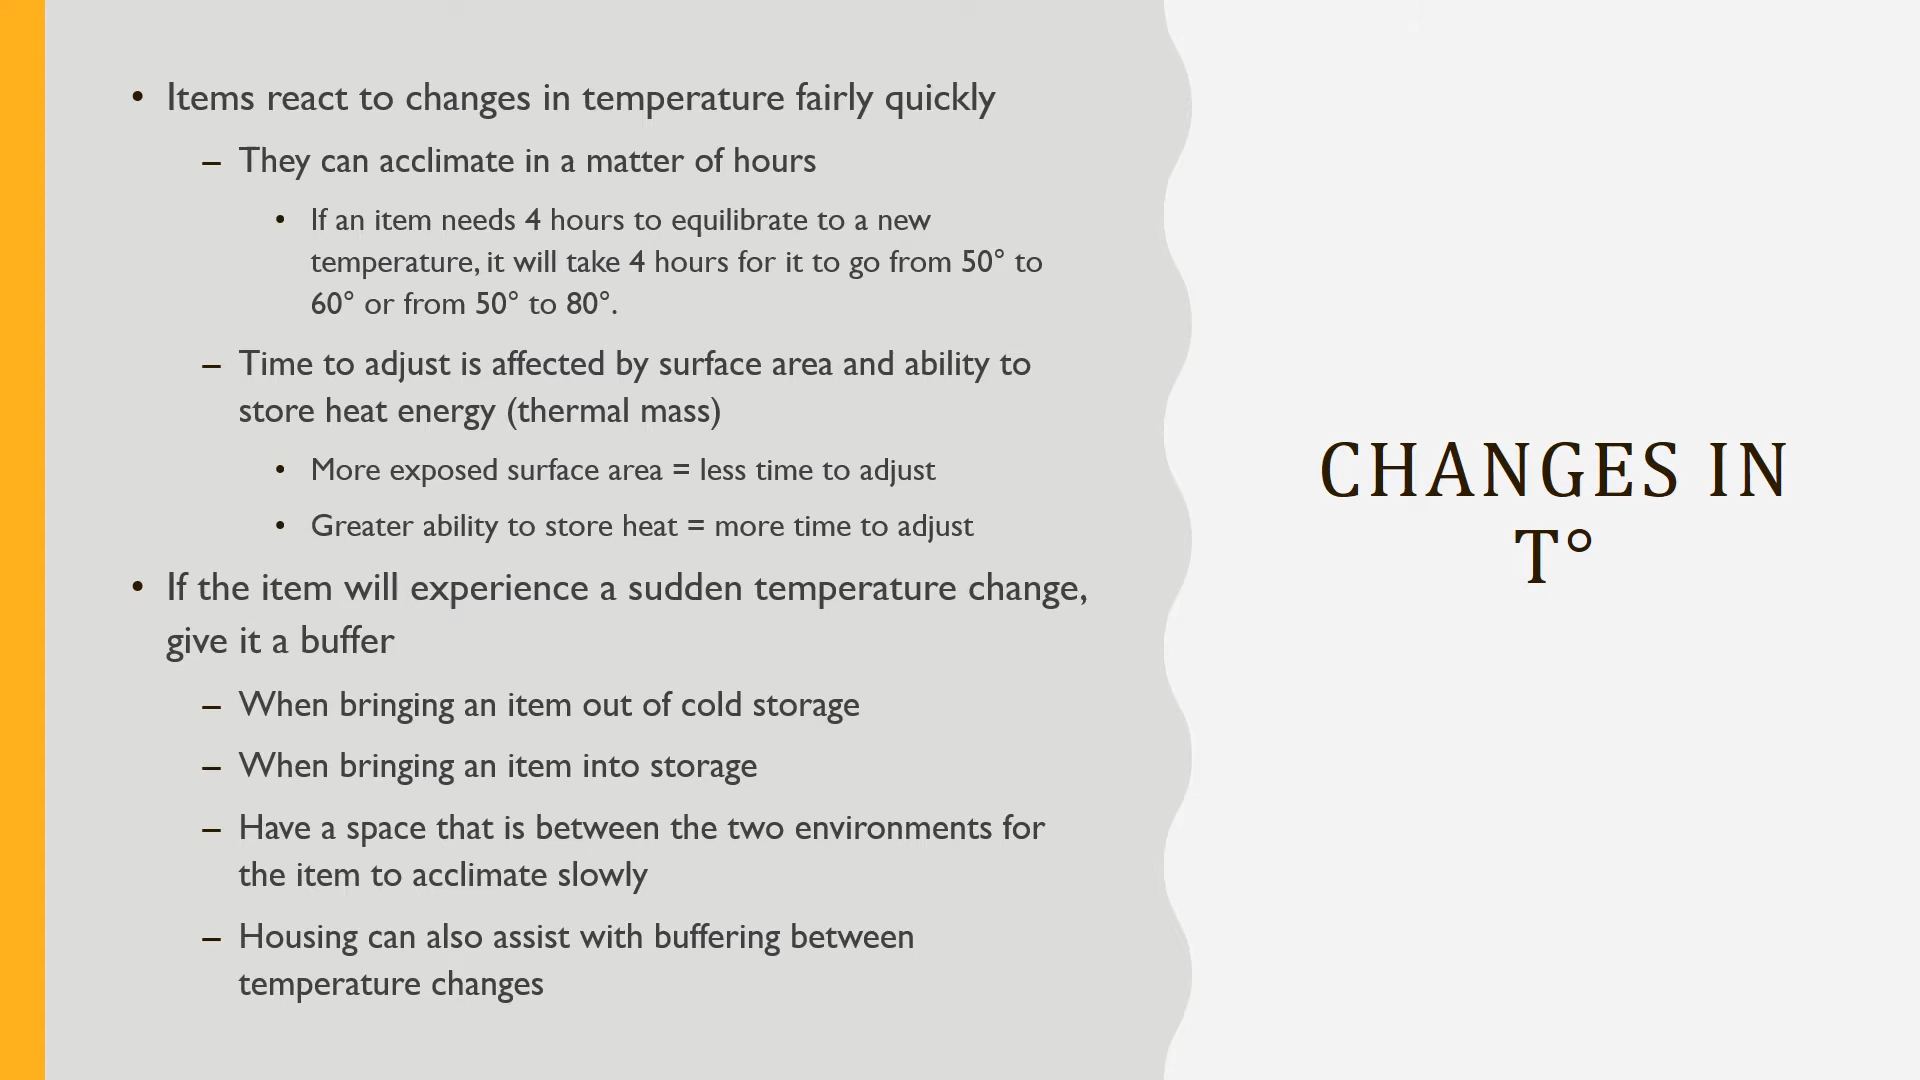 • Items react to changes in temperature fairly quickly
– They can acclimate in a matter of hours
• If an item needs 4 hours to equilibrate to a new
temperature, it will take 4 hours for it to go from 50° to
60° or from 50° to 80°.
– Time to adjust is affected by surface area and ability to
store heat energy (thermal mass)
• More exposed surface area = less time to adjust
• Greater ability to store heat = more time to adjust
• If the item will experience a sudden temperature change,
give it a buffer
– When bringing an item out of cold storage
– When bringing an item into storage
– Have a space that is between the two environments for
the item to acclimate slowly
– Housing can also assist with buffering between
temperature changes
CHANGES IN
T°